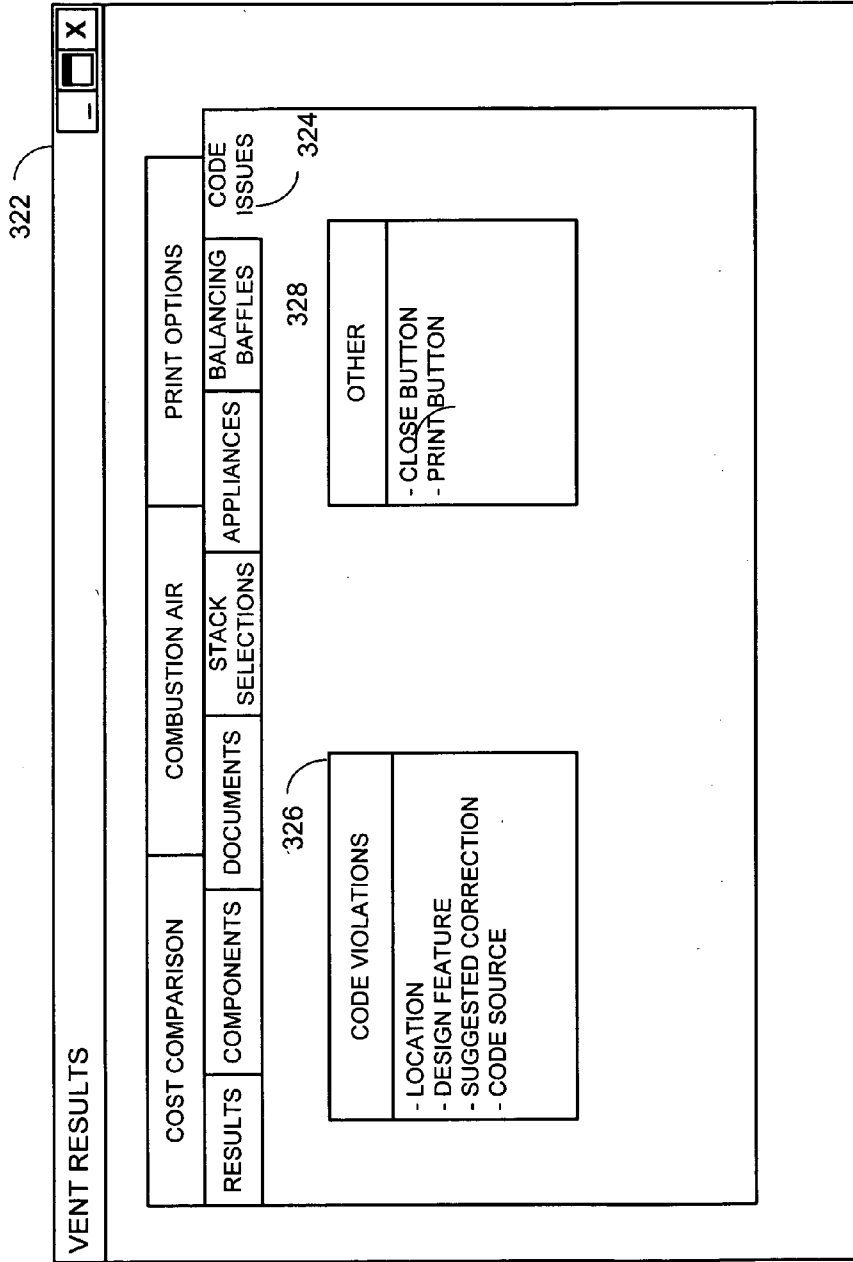 322
VENT RESULTS
_ X
COST COMPARISON
COMBUSTION AIR
PRINT OPTIONS
RESULTS
COMPONENTS
DOCUMENTS
STACK
SELECTIONS
APPLIANCES
BALANCING
BAFFLES
CODE
ISSUES
324
326
CODE VIOLATIONS
- LOCATION
- DESIGN FEATURE
- SUGGESTED CORRECTION
- CODE SOURCE
328
OTHER
- CLOSE BUTTON
- PRINT BUTTON